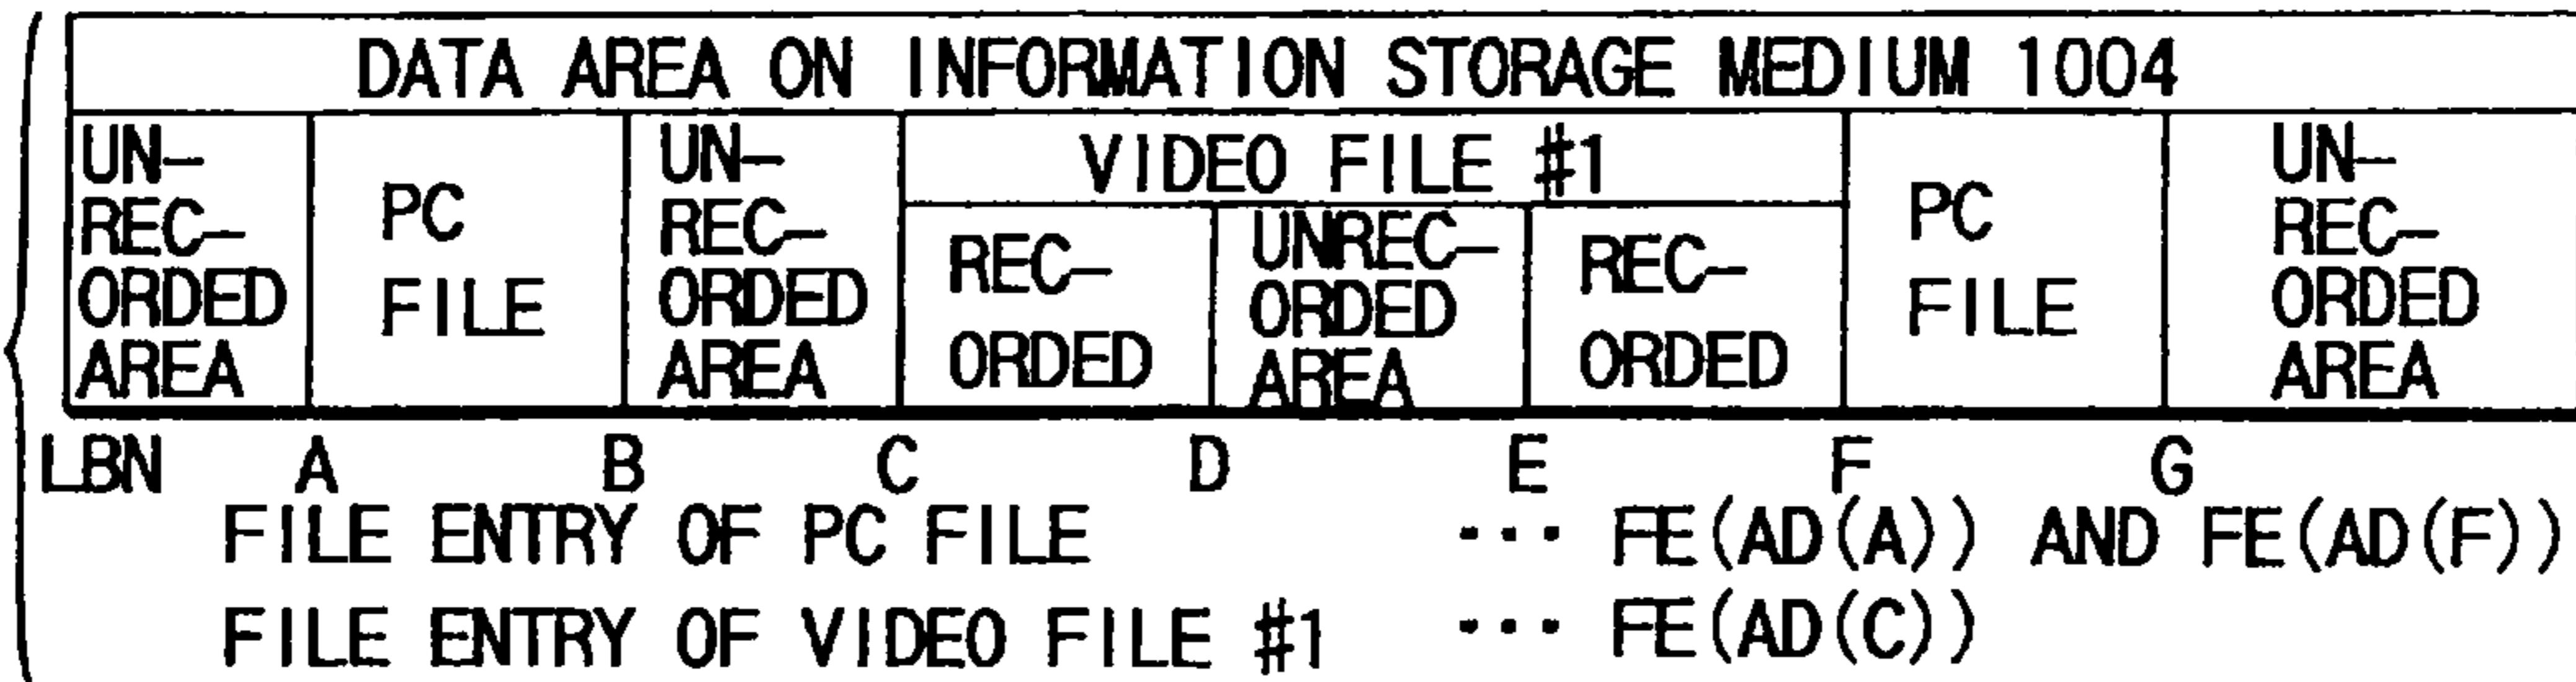 DATA AREA ON INFORMATION STORAGE MEDIUM 1004
UN-
REC-
ORDED
AREA
PC
FILE
UN-
REC-
ORDED
AREA
VIDEO FILE #1
REC-
ORDED
UNREC-
ORDED
AREA
REC-
ORDED
PC
FILE
UN-
REC-
ORDED
AREA
LBN A B C D E F G
FILE ENTRY OF PC FILE ··· FE(AD(A)) AND FE(AD(F))
FILE ENTRY OF VIDEO FILE #1 ··· FE(AD(C))